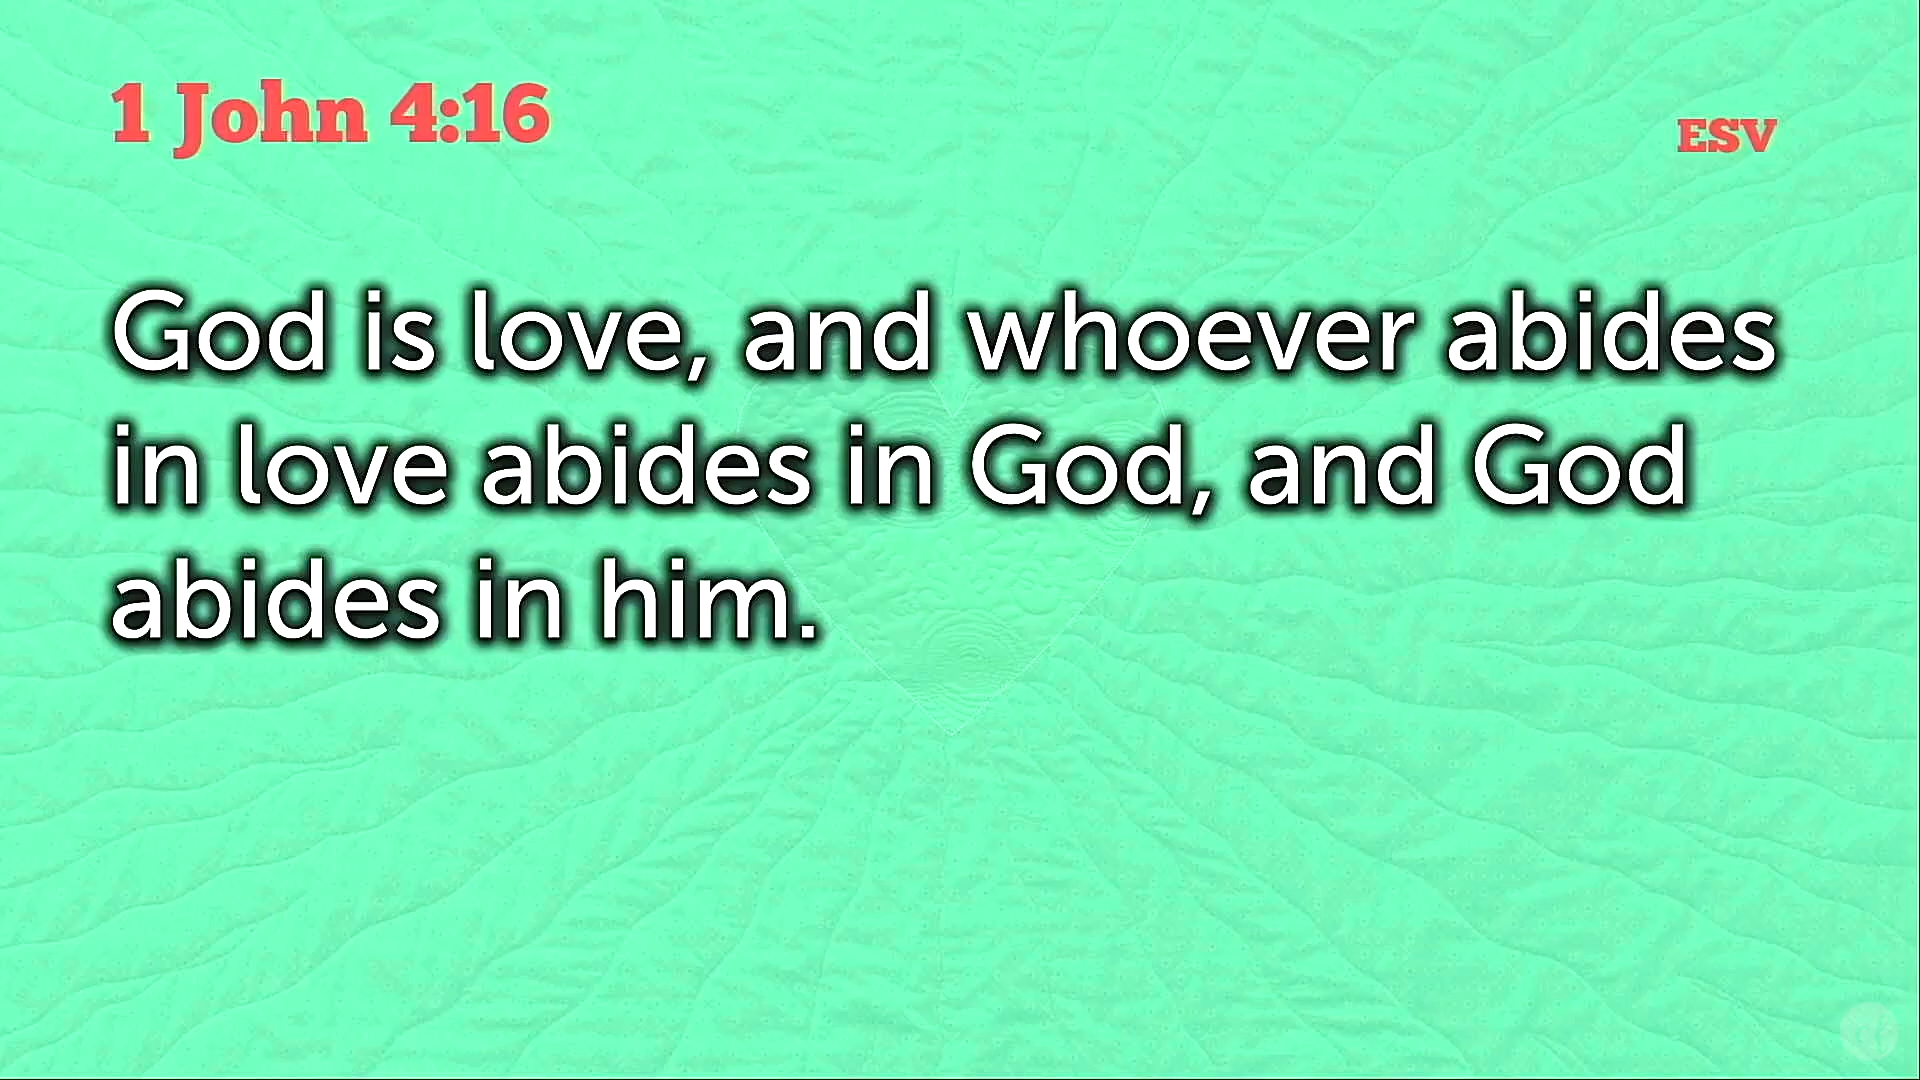 1 John 4:16
ESV
God is love, and whoever abides
in love abides in God, and God
abides in him.